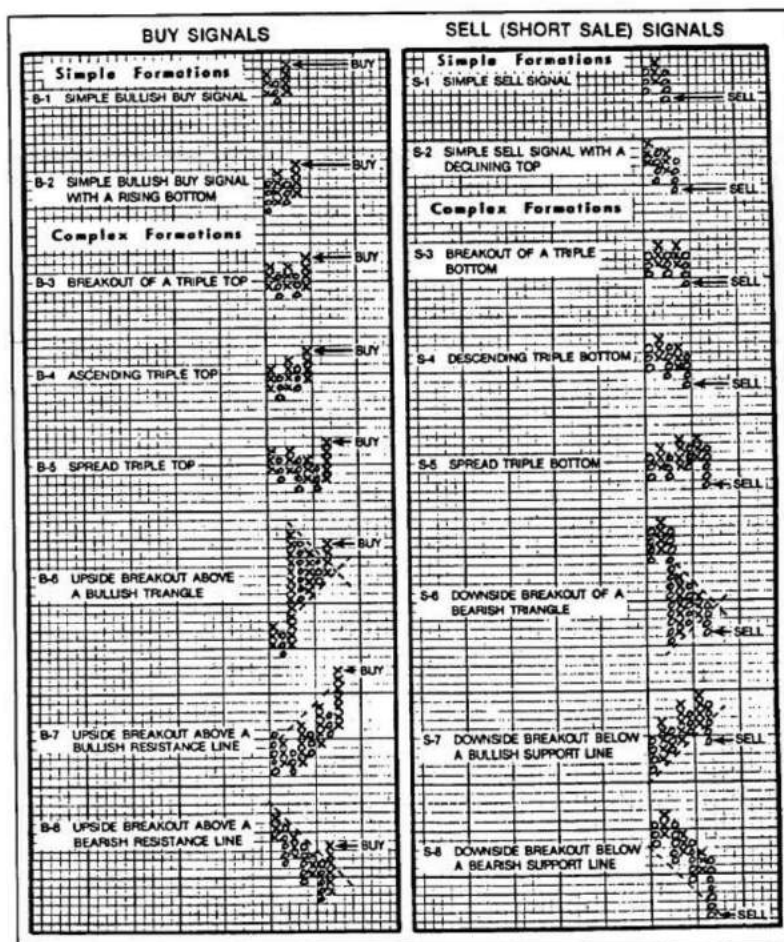 BUY SIGNALS
Simple Formations
BUY
B-1 SIMPLE BULLISH BUY SIGNAL
BUY
B-2 SIMPLE BULLISH BUY SIGNAL
WITH A RISING BOTTOM
Complex Formations
BUY
B-3 BREAKOUT OF A TRIPLE TOP
BUY
B-4 ASCENDING TRIPLE TOP
BUY
B-5 SPREAD TRIPLE TOP
BUY
B-6 UPSIDE BREAKOUT ABOVE
A BULLISH TRIANGLE
BUY
B-7 UPSIDE BREAKOUT ABOVE A
BULLISH RESISTANCE LINE
BUY
B-8 UPSIDE BREAKOUT ABOVE A
BEARISH RESISTANCE LINE
SELL (SHORT SALE) SIGNALS
Simple Formations
S-1 SIMPLE SELL SIGNAL
SELL
S-2 SIMPLE SELL SIGNAL WITH A
DECLINING TOP
SELL
Complex Formations
S-3 BREAKOUT OF A TRIPLE
BOTTOM
SELL
S-4 DESCENDING TRIPLE BOTTOM
SELL
S-5 SPREAD TRIPLE BOTTOM
SELL
S-6 DOWNSIDE BREAKOUT OF A
BEARISH TRIANGLE
SELL
S-7 DOWNSIDE BREAKOUT BELOW
A BULLISH SUPPORT LINE
SELL
S-8 DOWNSIDE BREAKOUT BELOW
A BEARISH SUPPORT LINE
SELL